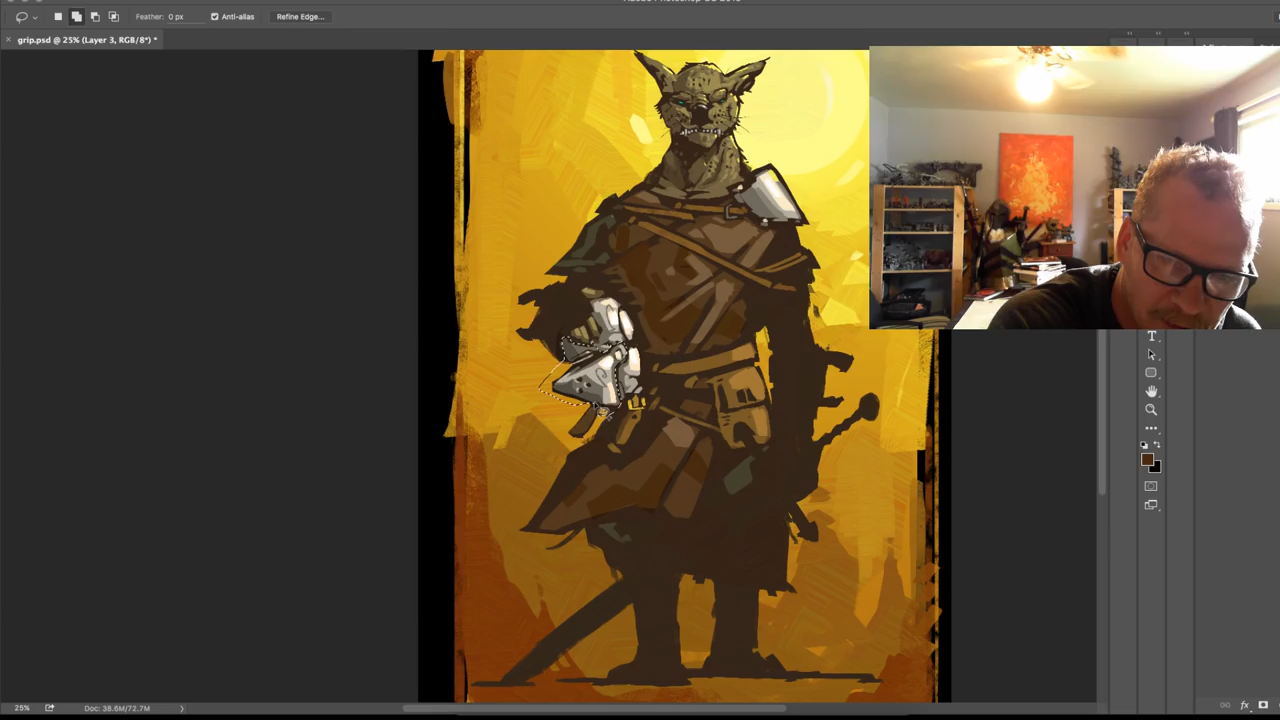 Feather: 0 px
Anti-alias
Refine Edge...
× grip.psd @ 25% (Layer 3, RGB/8*) *
T
25%
Doc: 38.6M/72.7M
fx